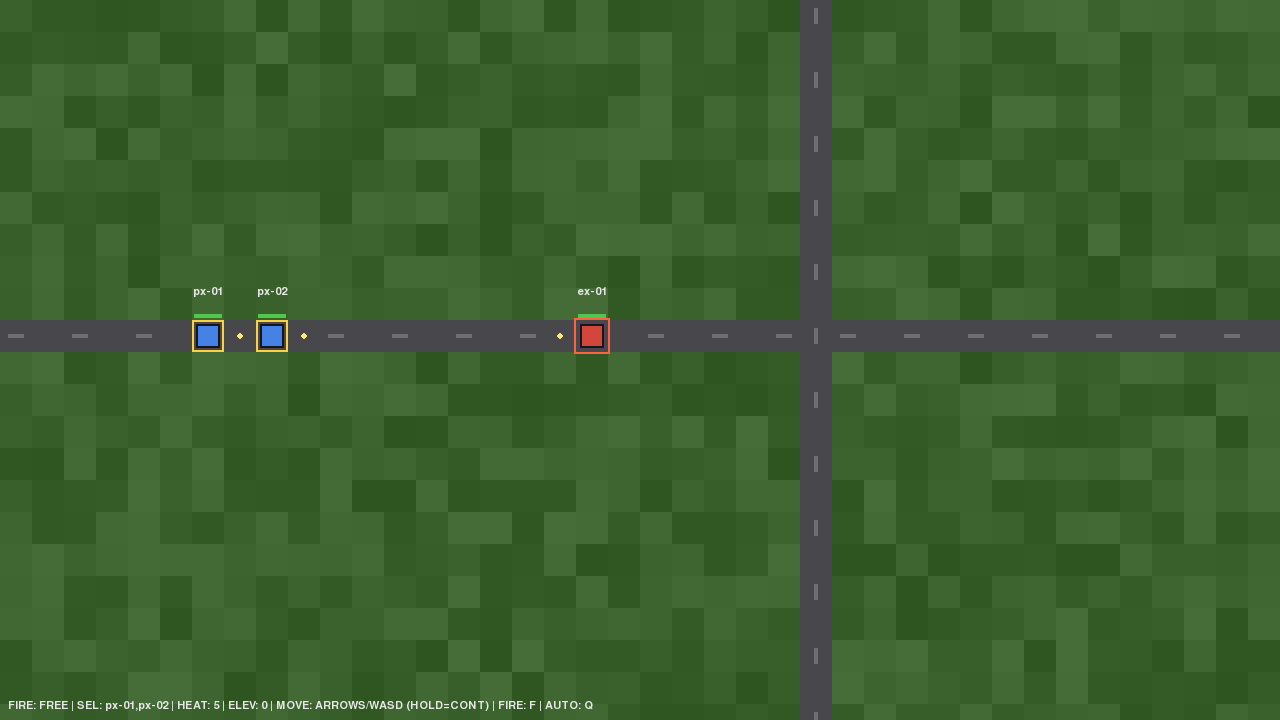 px-01 px-02 ex-01
FIRE: FREE | SEL: px-01,px-02 | HEAT: 5 | ELEV: 0 | MOVE: ARROWS/WASD (HOLD=CONT) | FIRE: F | AUTO: Q